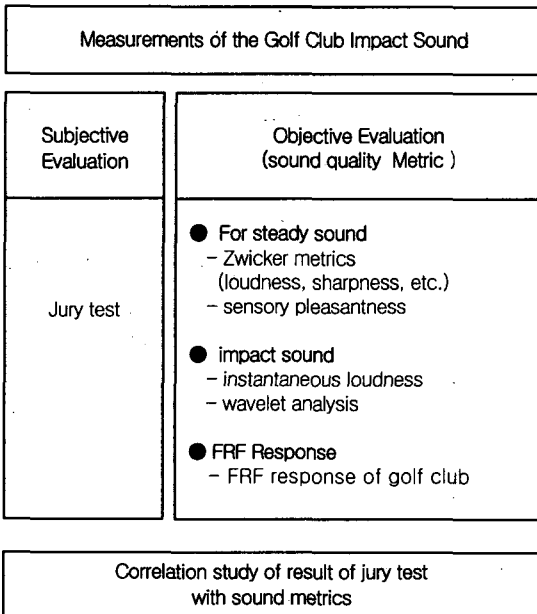 Measurements of the Golf Club Impact Sound
Subjective
Evaluation
Objective Evaluation
(sound quality Metric )
Jury test
● For steady sound
– Zwicker metrics
(loudness, sharpness, etc.)
– sensory pleasantness
● impact sound
– instantaneous loudness
– wavelet analysis
● FRF Response
– FRF response of golf club
Correlation study of result of jury test
with sound metrics